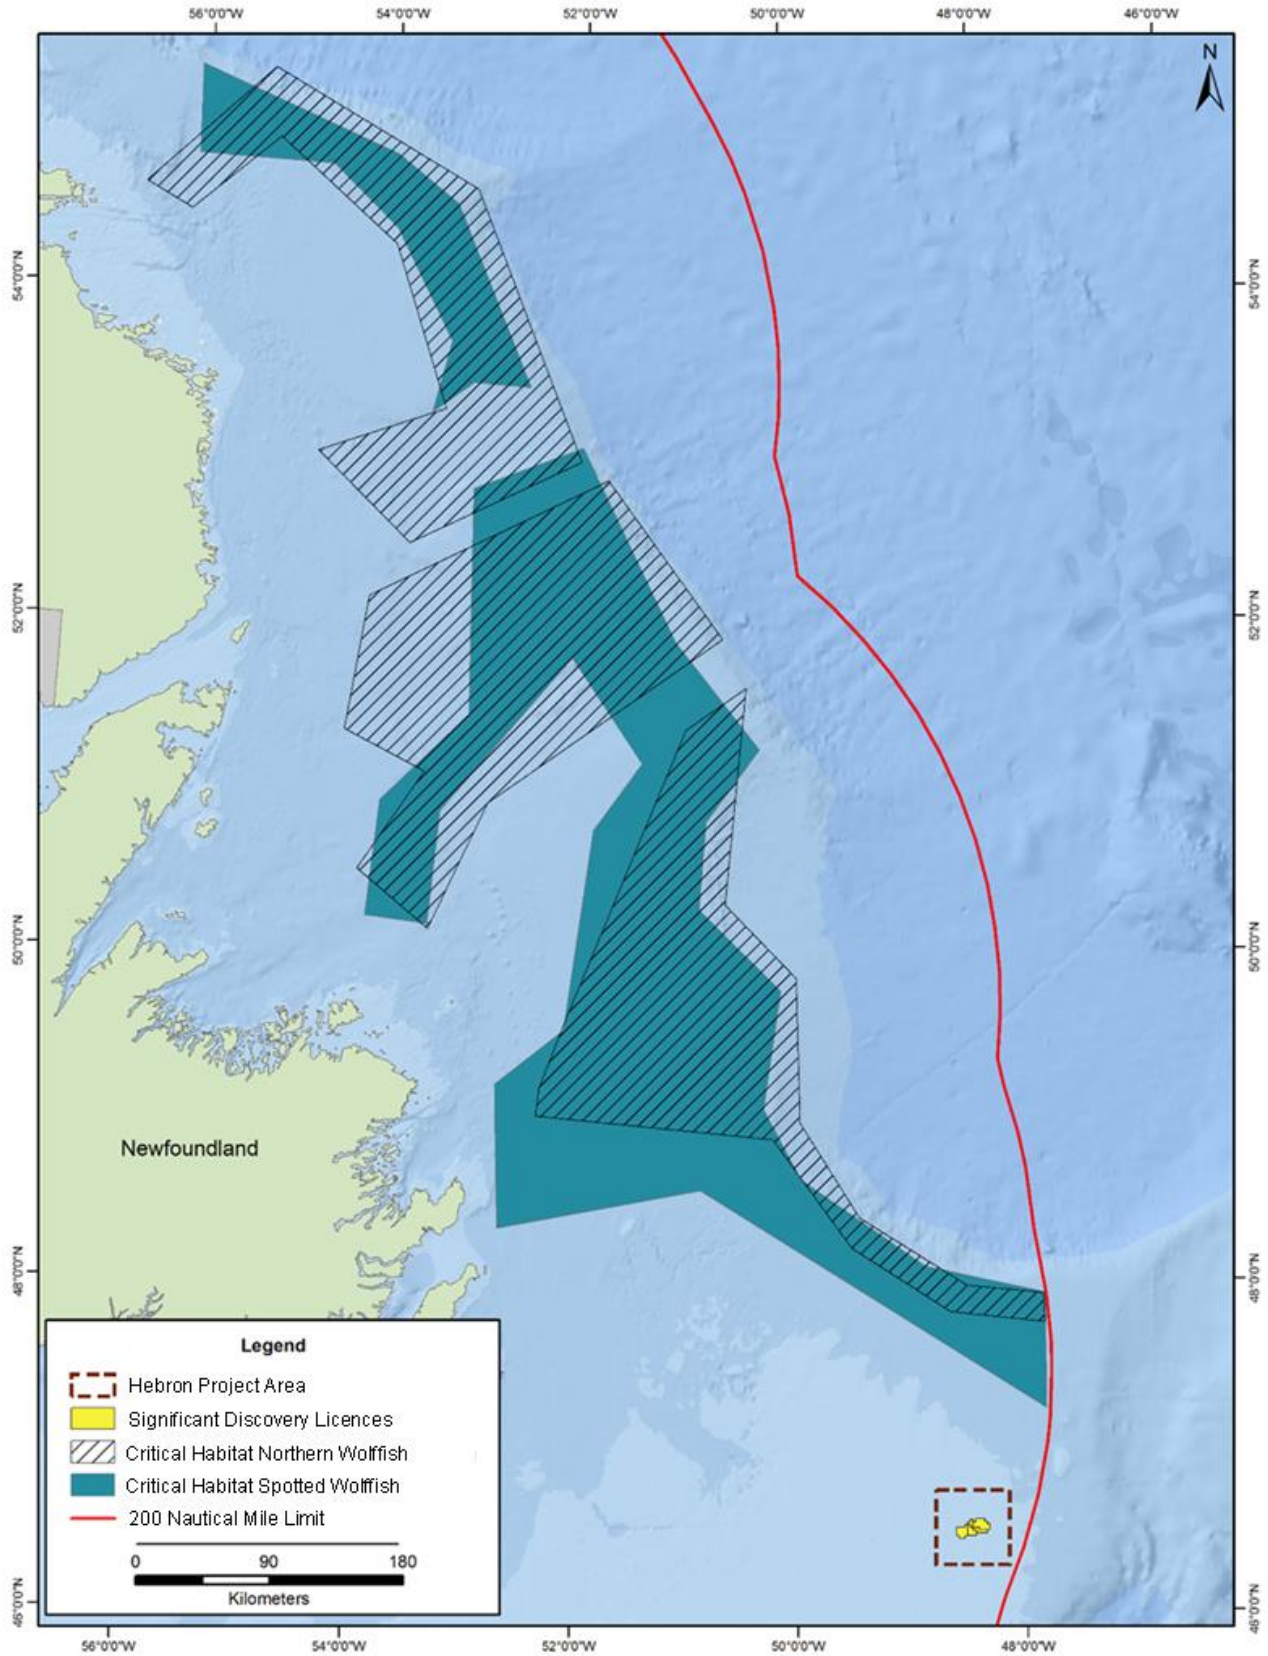 56°0'0"W 54°0'0"W 52°0'0"W 50°0'0"W 48°0'0"W 46°0'0"W
N
54°0'0"N 54°0'0"N
52°0'0"N 52°0'0"N
50°0'0"N 50°0'0"N
Newfoundland
48°0'0"N 48°0'0"N
Legend
Hebron Project Area
Significant Discovery Licences
Critical Habitat Northern Wolffish
Critical Habitat Spotted Wolffish
200 Nautical Mile Limit
0 90 180
Kilometers
46°0'0"N 46°0'0"N
56°0'0"W 54°0'0"W 52°0'0"W 50°0'0"W 48°0'0"W